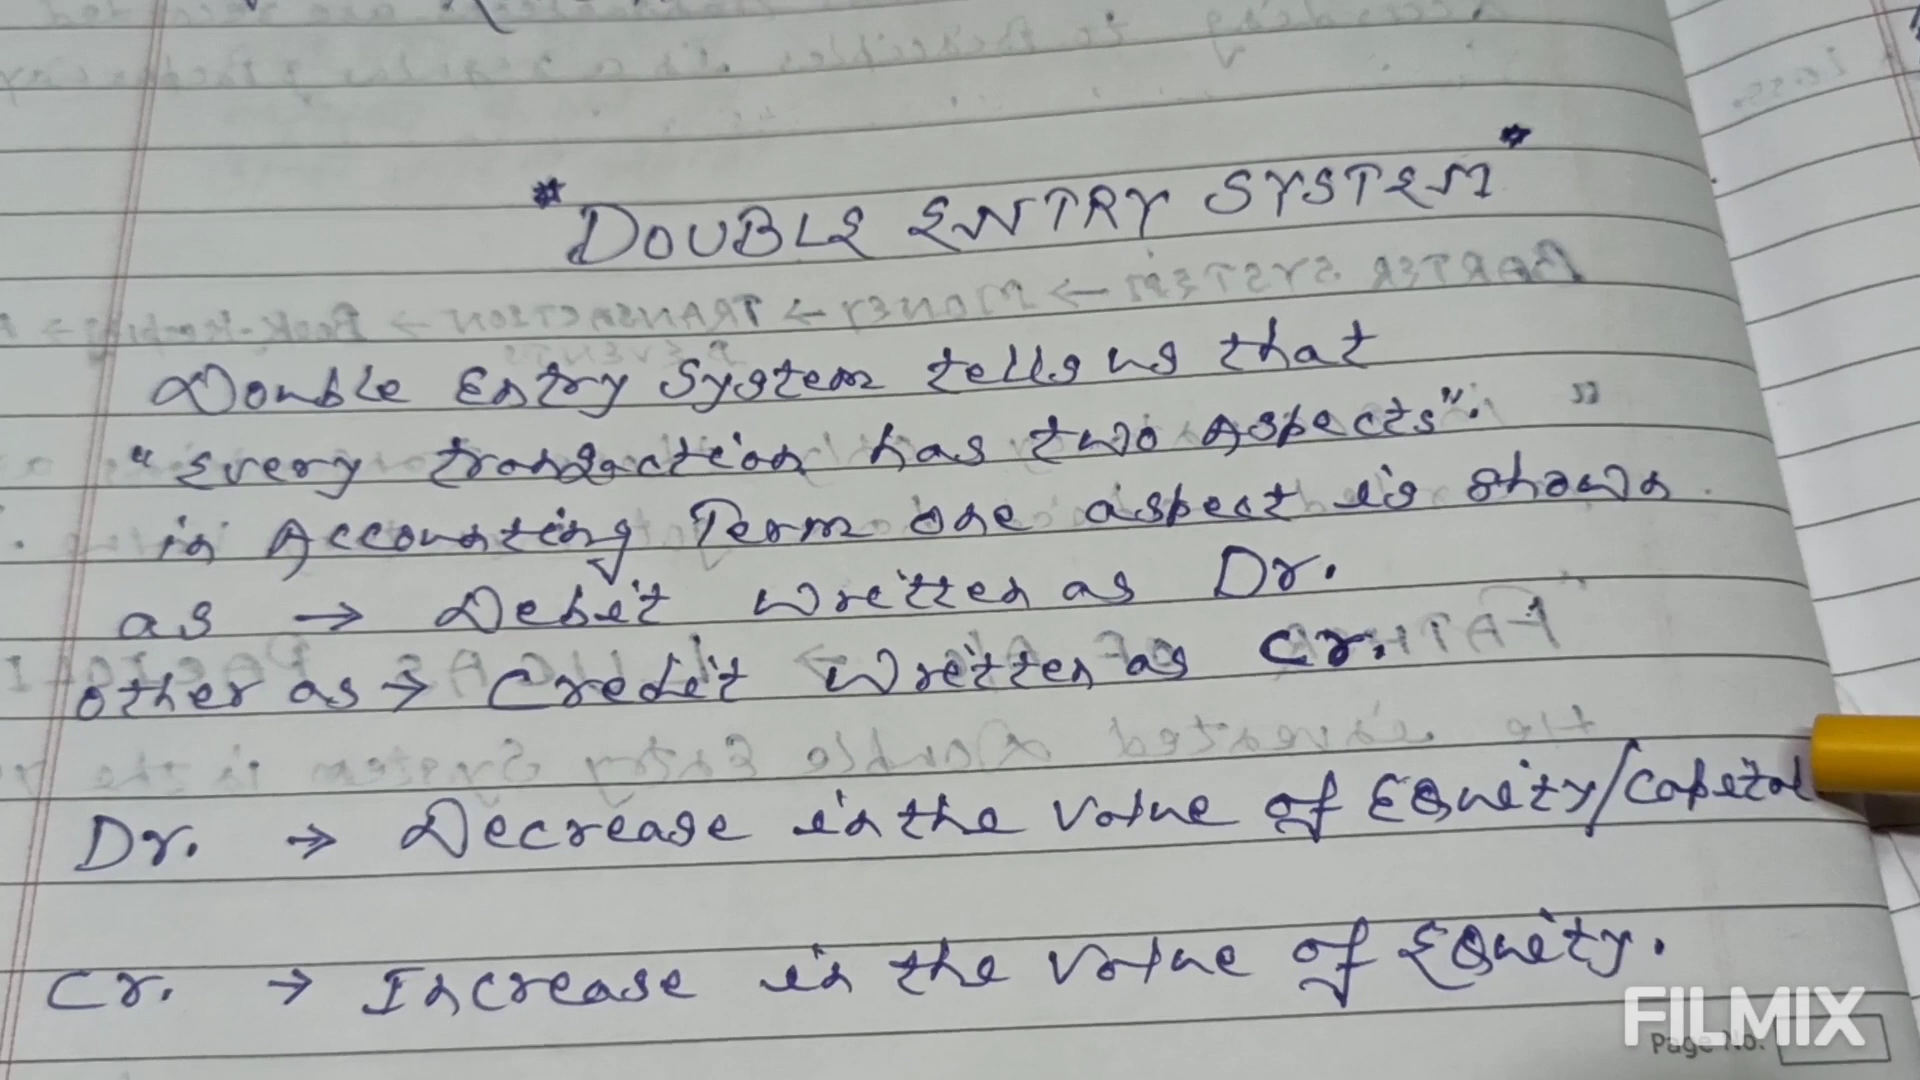 * DOUBLE ENTRY SYSTEM *
Double Entry System tells us that
"Every transaction has two Aspects". "
in Accounting Term one aspect is shown
as → Debit written as Dr.
other as → Credit written as Cr.
Dr. → Decrease in the Value of EQuity/Capital
Cr. → Increase in the Value of EQuity.
FILMIX
Page No.